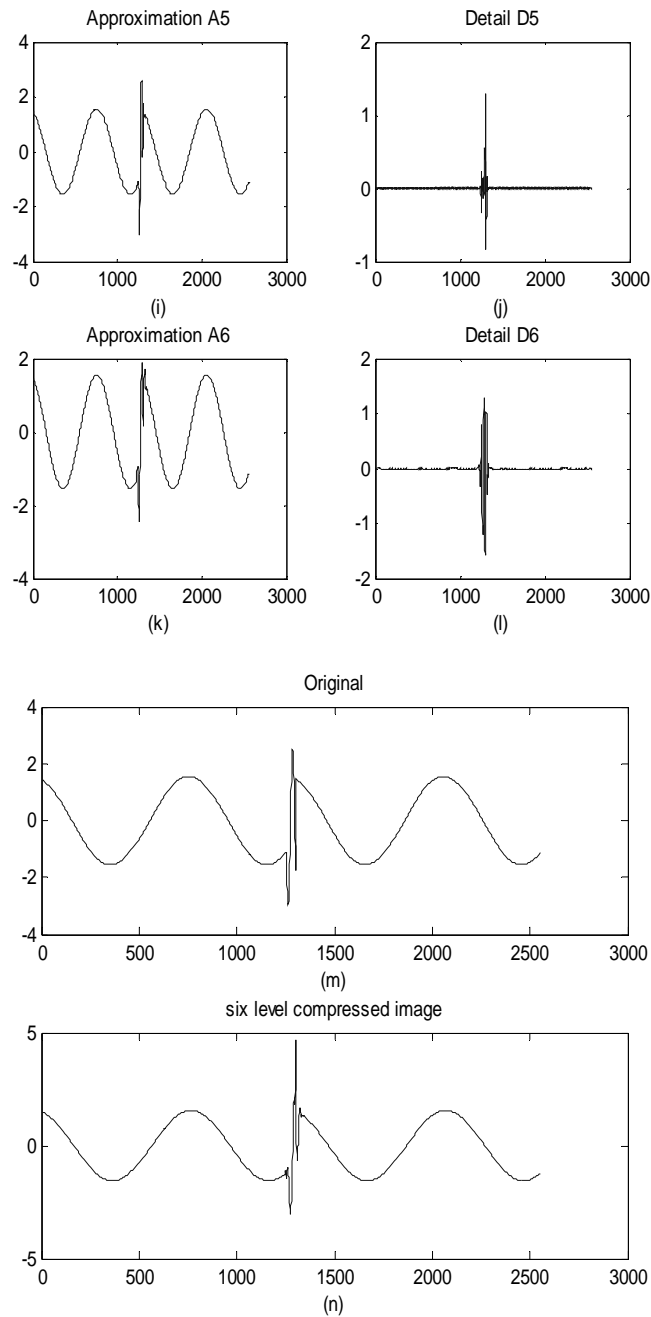 Approximation A5
4
2
0
-2
-4
0 1000 2000 3000
(i)
Detail D5
2
1
0
-1
0 1000 2000 3000
(j)
Approximation A6
2
0
-2
-4
0 1000 2000 3000
(k)
Detail D6
2
1
0
-1
-2
0 1000 2000 3000
(l)
Original
4
2
0
-2
-4
0 500 1000 1500 2000 2500 3000
(m)
six level compressed image
5
0
-5
0 500 1000 1500 2000 2500 3000
(n)